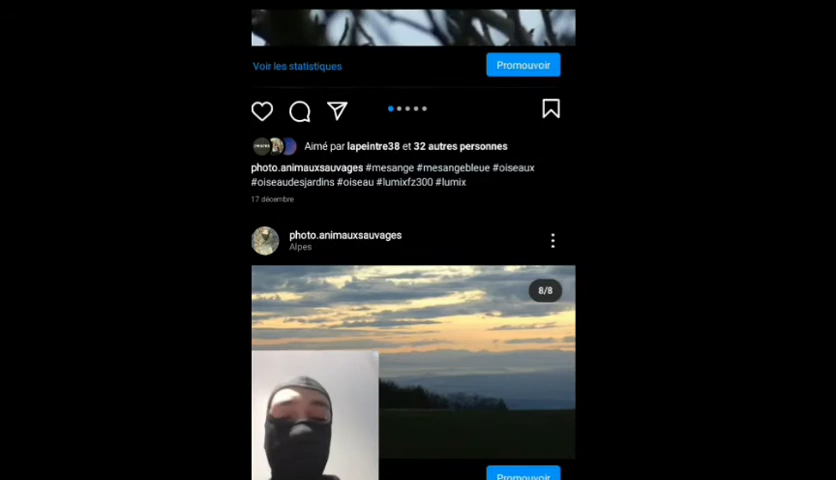 Voir les statistiques
Promouvoir
Aimé par lapeintre38 et 32 autres personnes
photo.animauxsauvages #mesange #mesangebleue #oiseaux
#oiseaudesjardins #oiseau #lumixfz300 #lumix
17 décembre
photo.animauxsauvages
Alpes
8/8
Promouvoir